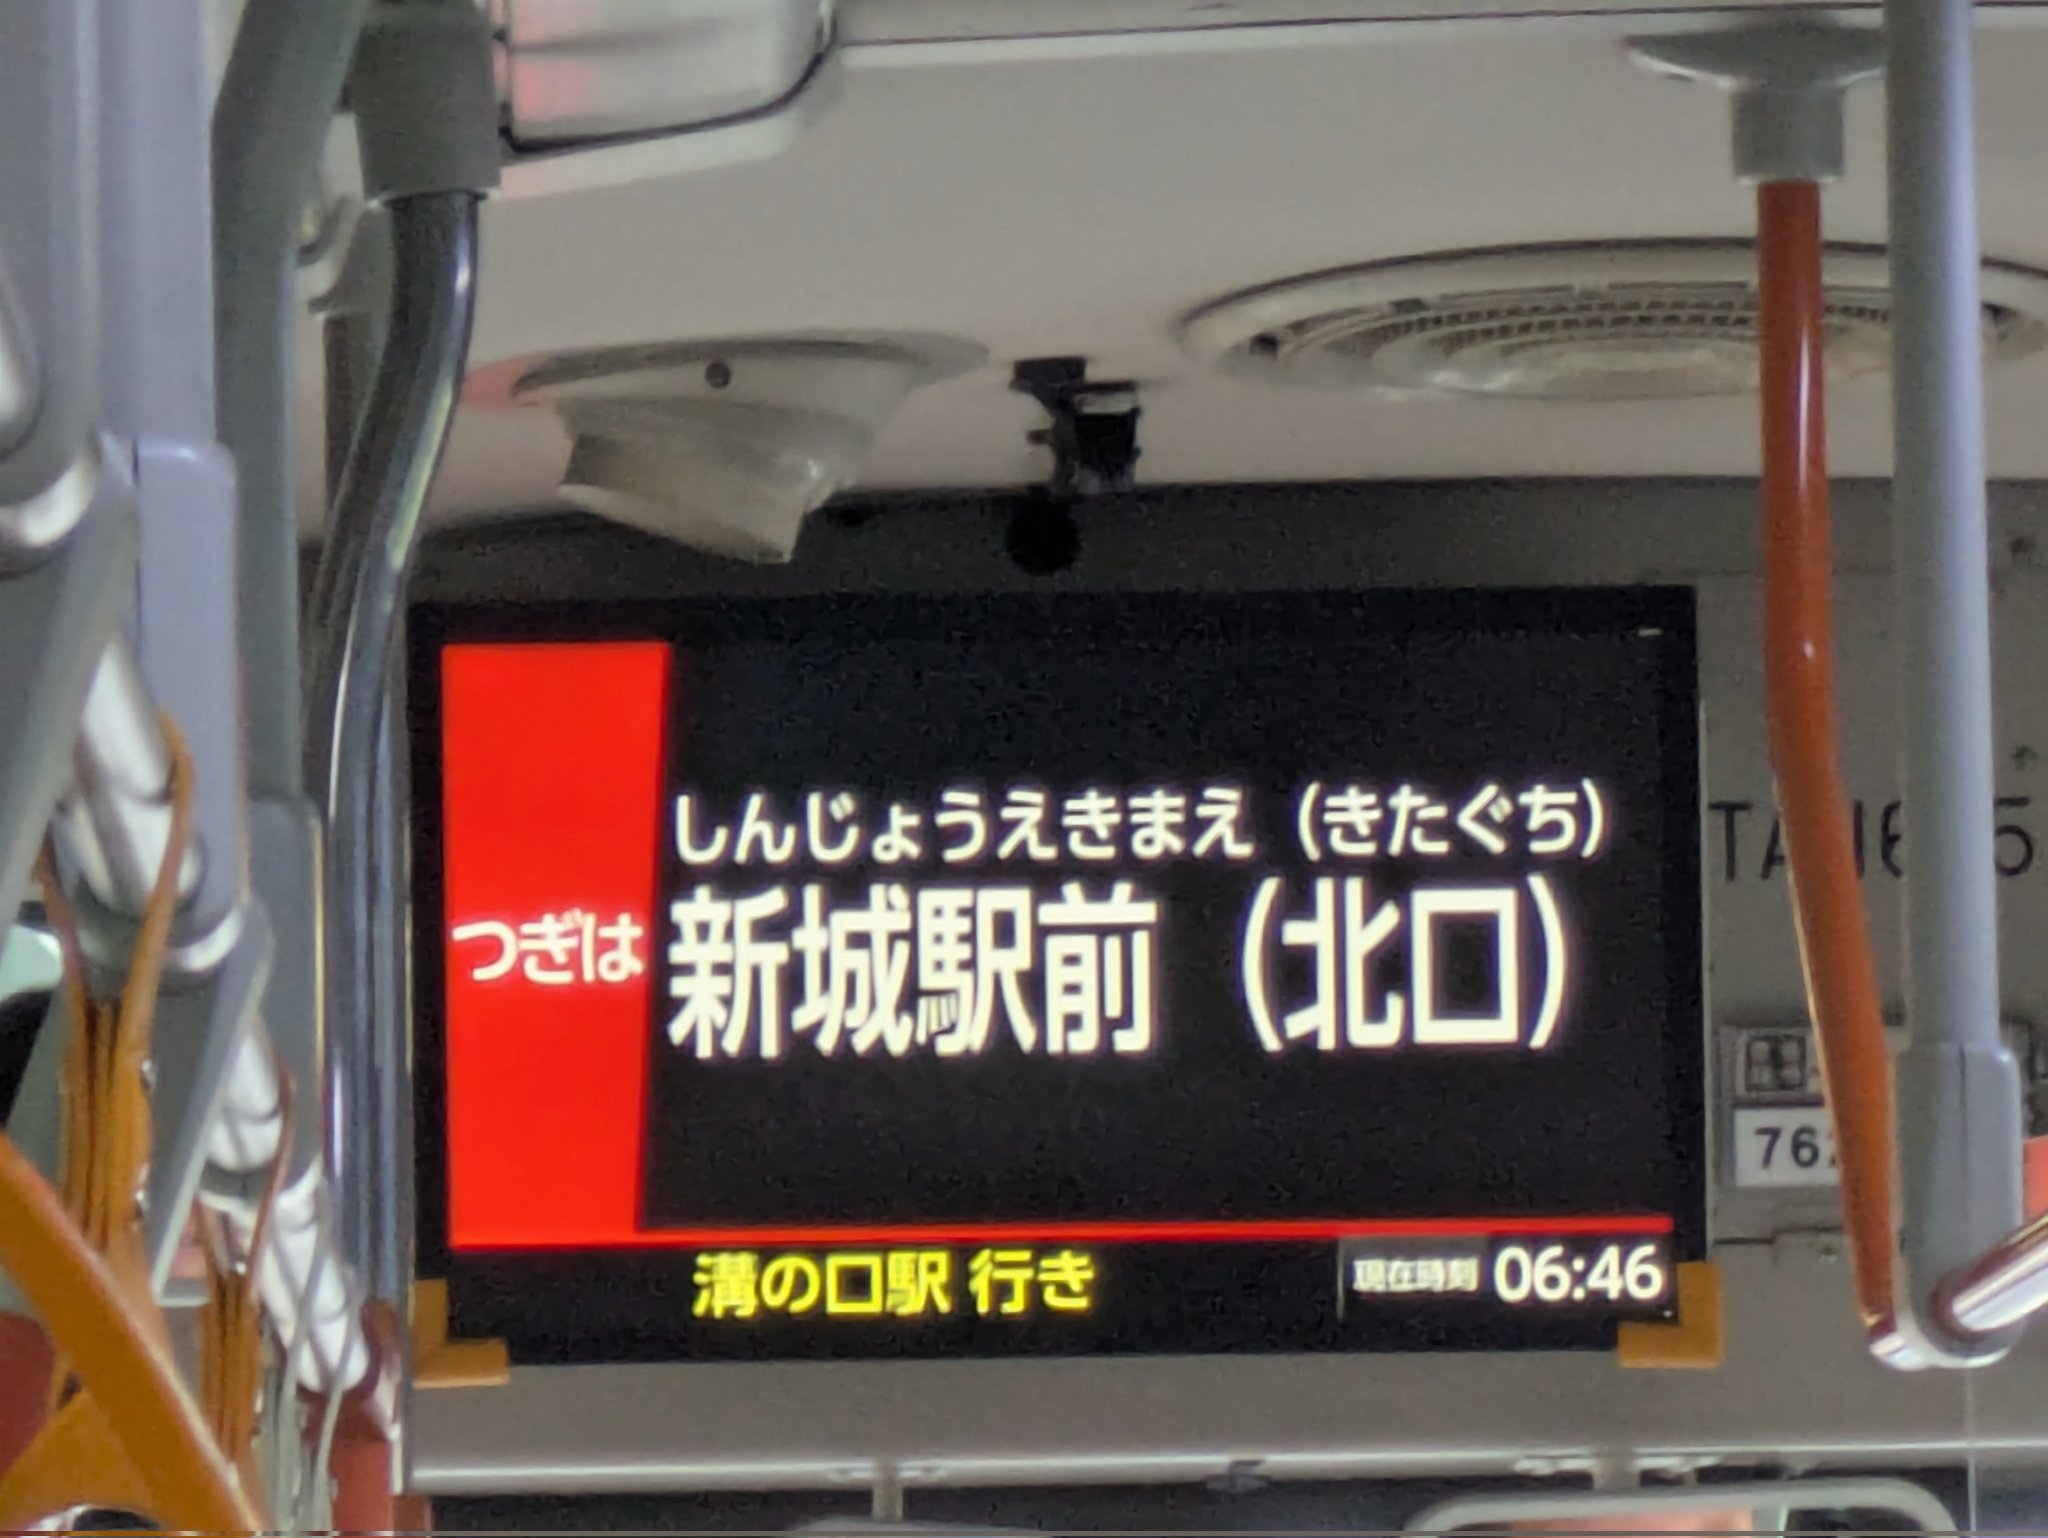 しんじょうえきまえ（きたぐち）
つぎは
新城駅前（北口）
溝の口駅 行き
現在時刻 06:46